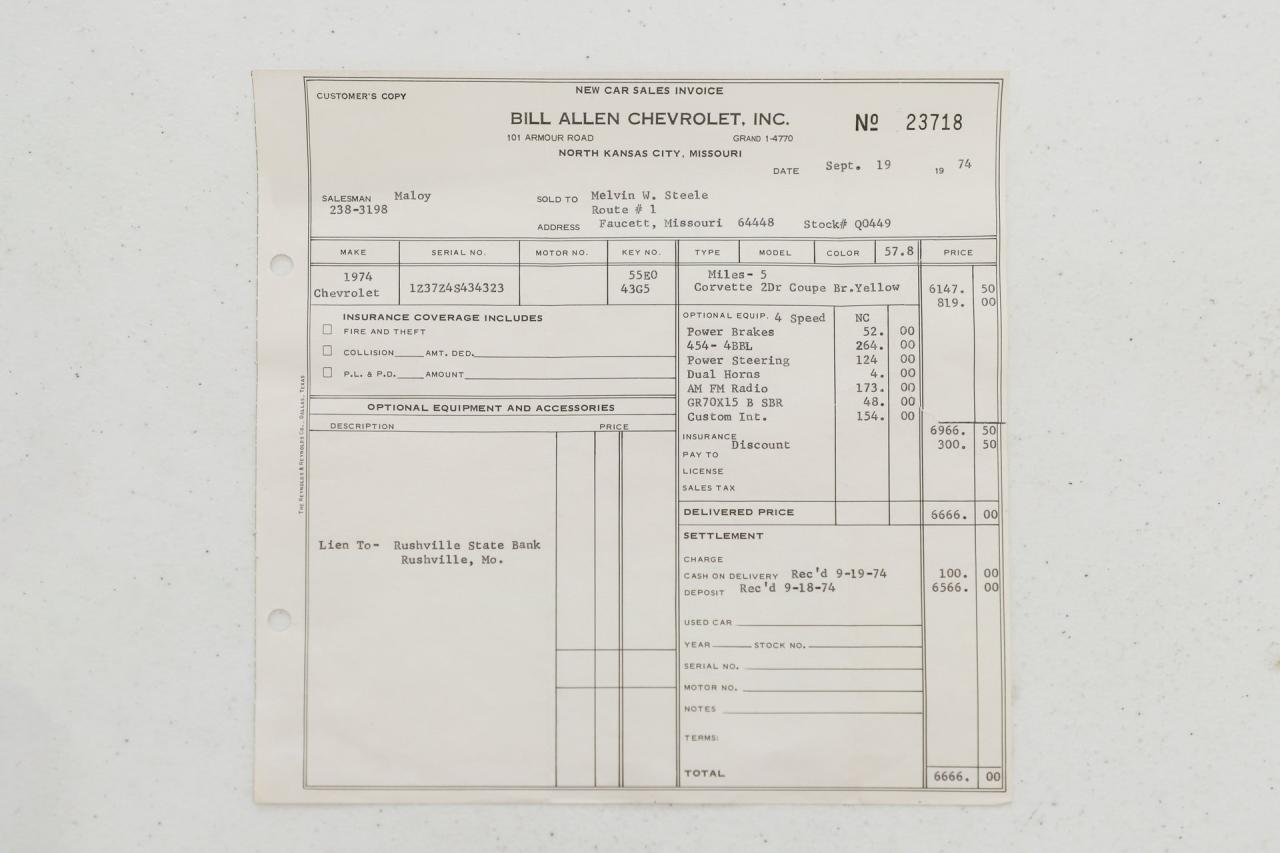 NEW CAR SALES INVOICE
CUSTOMER'S COPY
BILL ALLEN CHEVROLET, INC.
Nº 23718
101 ARMOUR ROAD GRAND 1-4770
NORTH KANSAS CITY, MISSOURI
DATE Sept. 19 19 74
SALESMAN Maloy
238-3198
SOLD TO Melvin W. Steele
Route # 1
ADDRESS Faucett, Missouri 64448 Stock# Q0449
MAKE SERIAL NO. MOTOR NO. KEY NO. TYPE MODEL COLOR 57.8 PRICE
1974 55E0 Miles- 5
Chevrolet 1Z37Z4S434323 43G5 Corvette 2Dr Coupe Br.Yellow 6147. 50
819. 00
INSURANCE COVERAGE INCLUDES
FIRE AND THEFT
COLLISION AMT. DED.
P.L. & P.D. AMOUNT
OPTIONAL EQUIPMENT AND ACCESSORIES
DESCRIPTION PRICE
Lien To- Rushville State Bank
Rushville, Mo.
OPTIONAL EQUIP. 4 Speed NC
Power Brakes 52. 00
454- 4BBL 264. 00
Power Steering 124 00
Dual Horns 4. 00
AM FM Radio 173. 00
GR70X15 B SBR 48. 00
Custom Int. 154. 00
6966. 50
INSURANCE
Discount 300. 50
PAY TO
LICENSE
SALES TAX
DELIVERED PRICE 6666. 00
SETTLEMENT
CHARGE
CASH ON DELIVERY Rec'd 9-19-74 100. 00
DEPOSIT Rec'd 9-18-74 6566. 00
USED CAR
YEAR STOCK NO.
SERIAL NO.
MOTOR NO.
NOTES
TERMS:
TOTAL 6666. 00
THE REYNOLDS & REYNOLDS CO., DALLAS, TEXAS